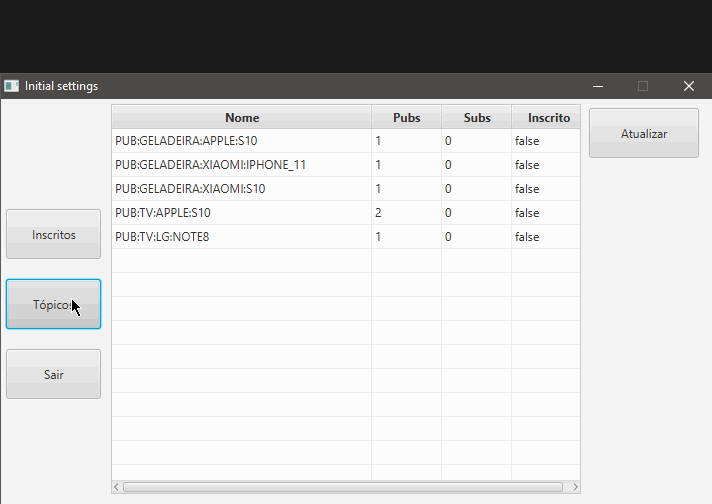 Initial settings
Nome Pubs Subs Inscrito
PUB:GELADEIRA:APPLE:S10 1 0 false
PUB:GELADEIRA:XIAOMI:IPHONE_11 1 0 false
PUB:GELADEIRA:XIAOMI:S10 1 0 false
PUB:TV:APPLE:S10 2 0 false
PUB:TV:LG:NOTE8 1 0 false
Atualizar
Inscritos
Tópicos
Sair